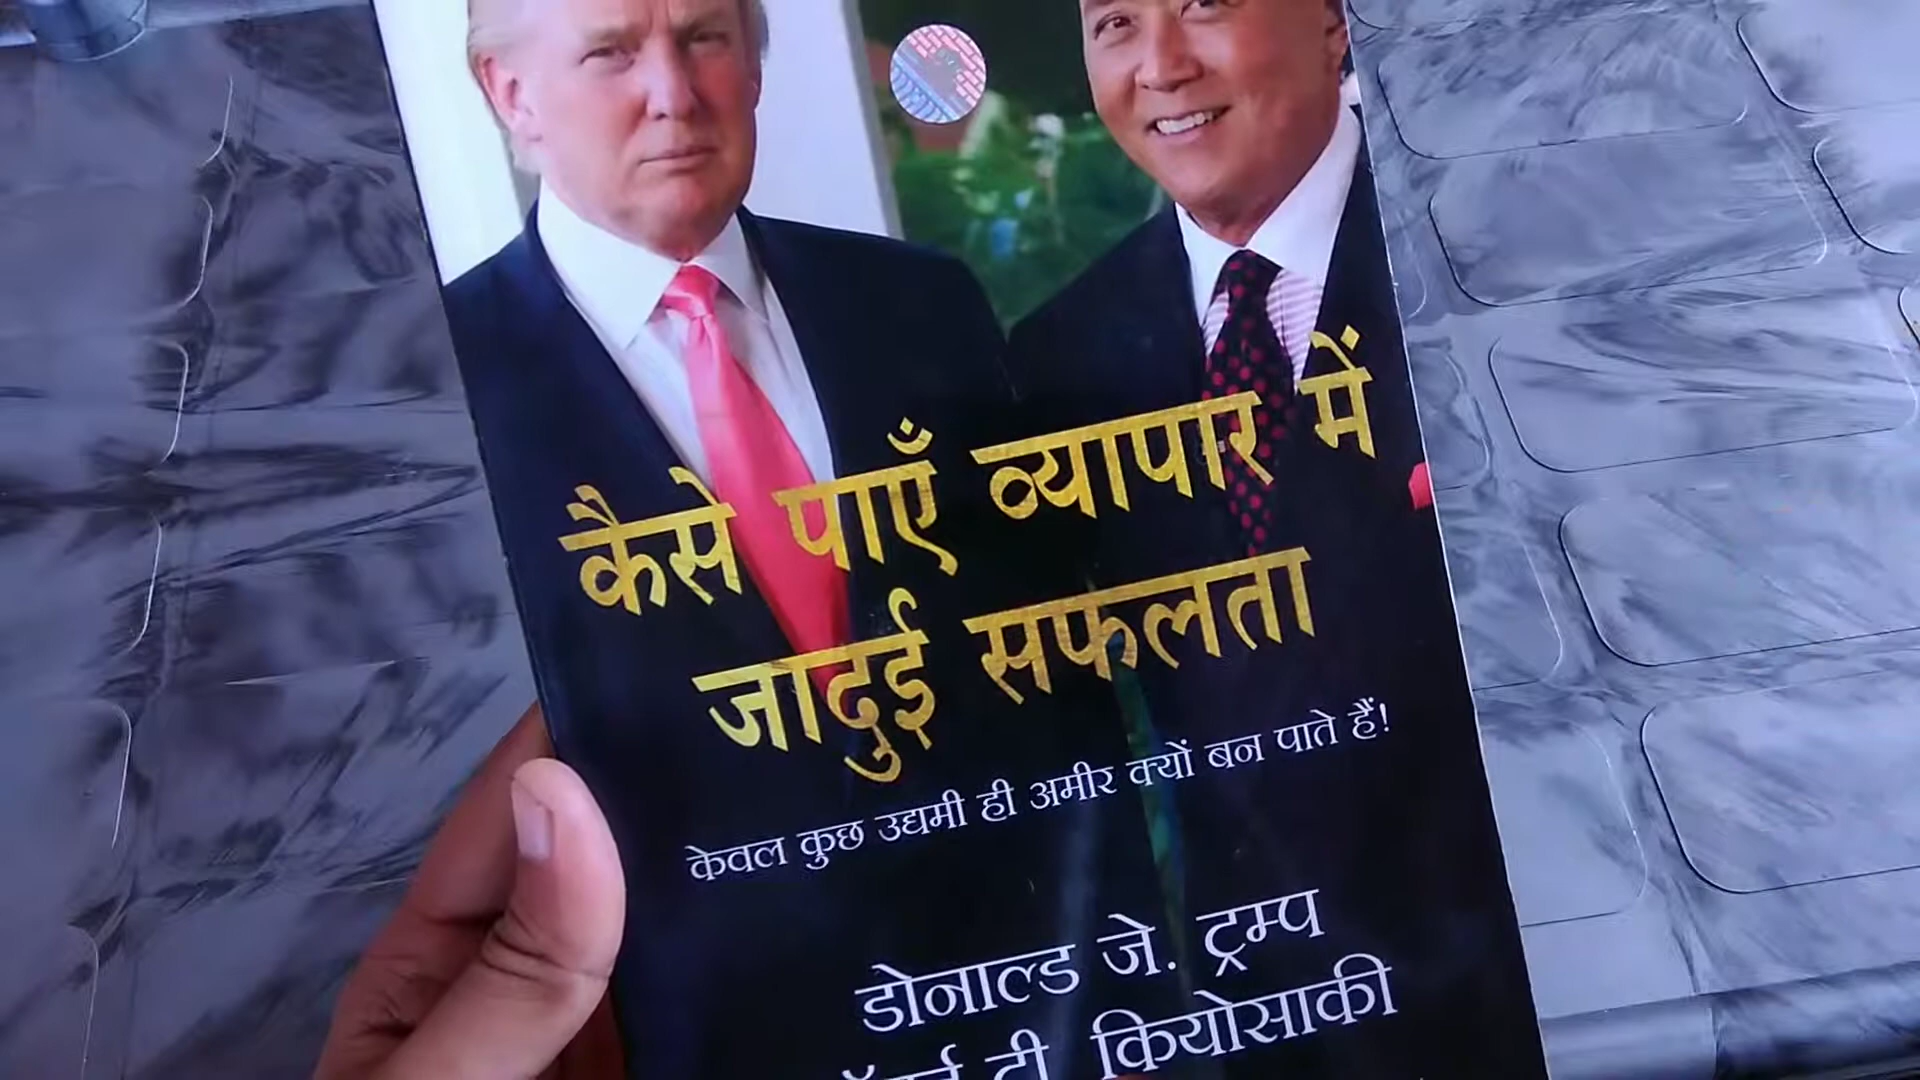 कैसे पाएँ व्यापार में
जादुई सफलता
केवल कुछ उद्यमी ही अमीर क्यों बन पाते हैं!
डोनाल्ड जे. ट्रम्प
टी. कियोसाकी